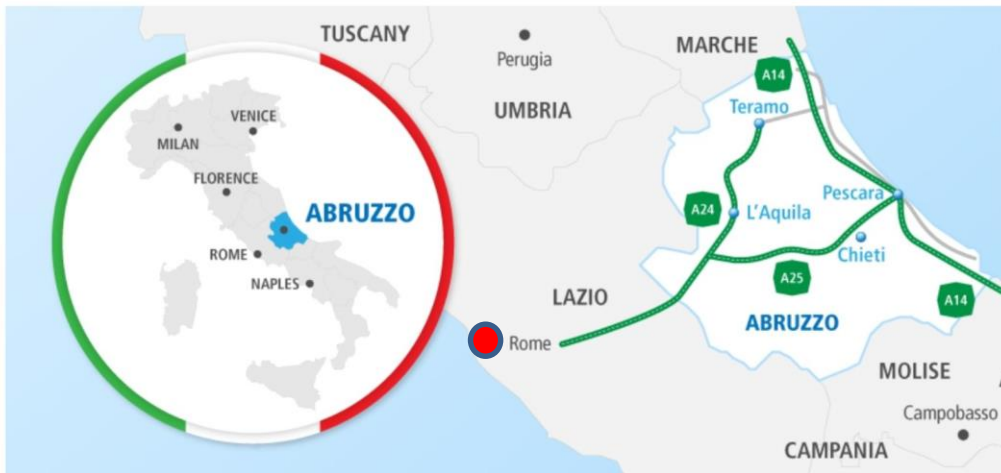 VENICE
MILAN
FLORENCE
ABRUZZO
ROME
NAPLES
TUSCANY
Perugia
UMBRIA
MARCHE
A14
Teramo
Pescara
A24
L'Aquila
Chieti
A25
LAZIO
A14
ABRUZZO
Rome
MOLISE
Campobasso
CAMPANIA